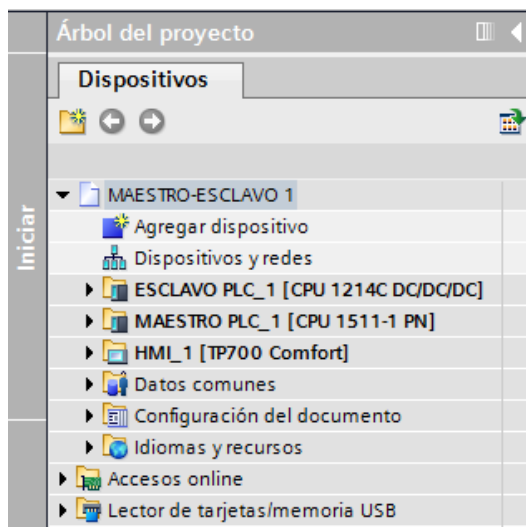 Árbol del proyecto
Dispositivos
Iniciar
MAESTRO-ESCLAVO 1
Agregar dispositivo
Dispositivos y redes
ESCLAVO PLC_1 [CPU 1214C DC/DC/DC]
MAESTRO PLC_1 [CPU 1511-1 PN]
HMI_1 [TP700 Comfort]
Datos comunes
Configuración del documento
Idiomas y recursos
Accesos online
Lector de tarjetas/memoria USB